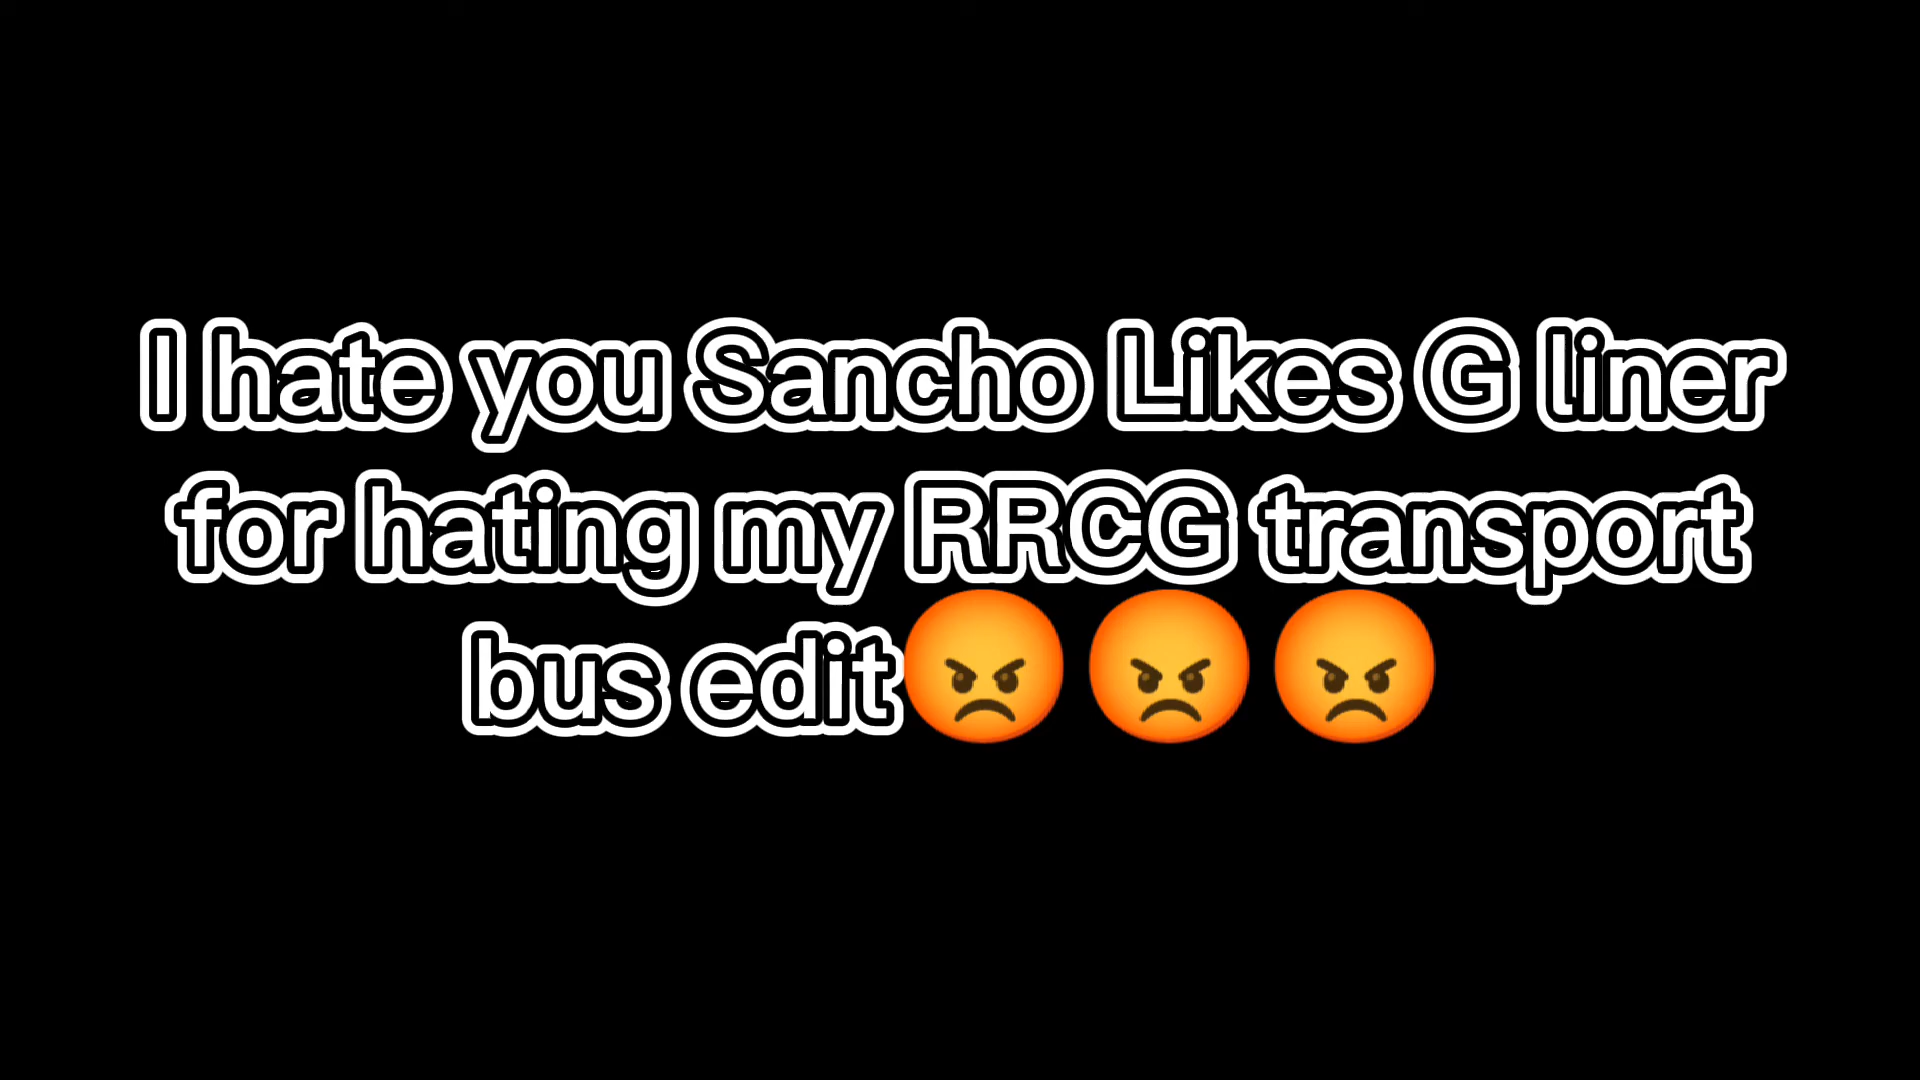 I hate you Sancho Likes G liner
for hating my RRCG transport
bus edit😡😡😡